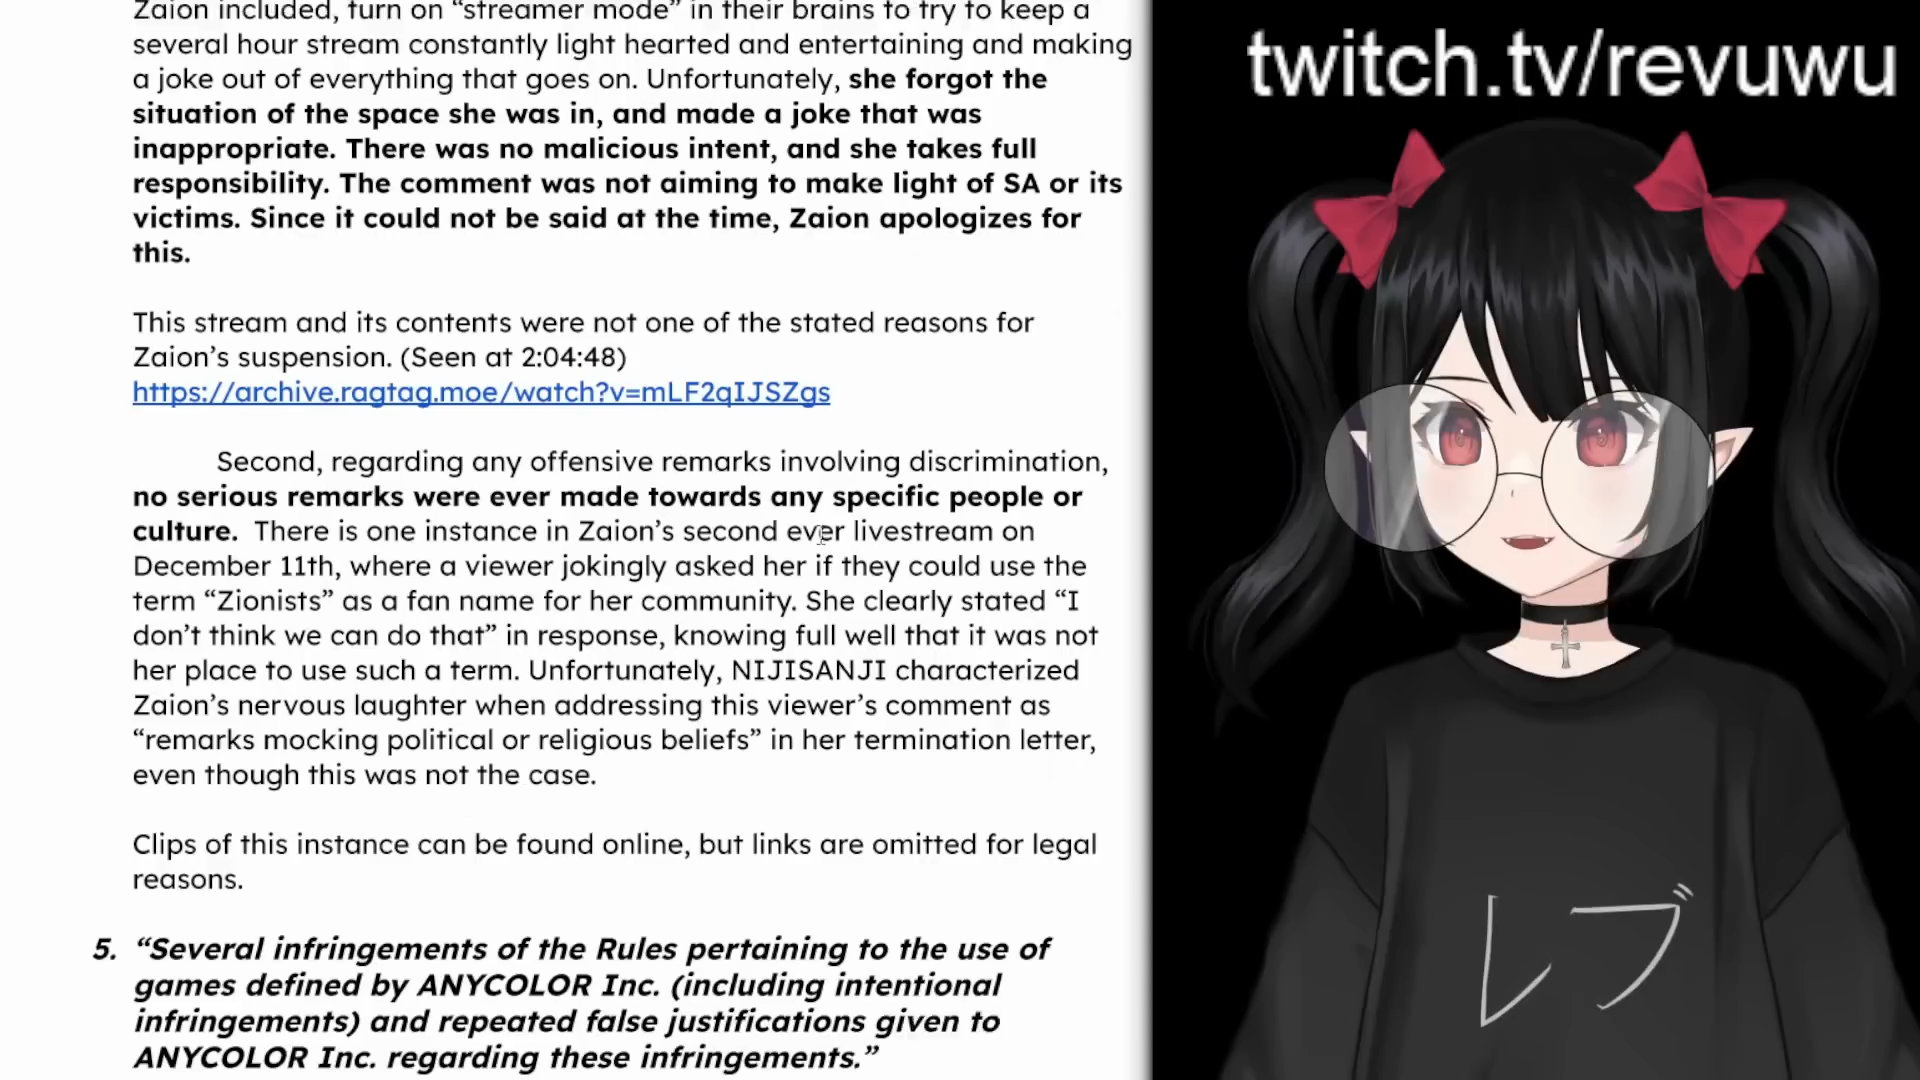 Zaion included, turn on “streamer mode” in their brains to try to keep a
several hour stream constantly light hearted and entertaining and making
a joke out of everything that goes on. Unfortunately, she forgot the
situation of the space she was in, and made a joke that was
inappropriate. There was no malicious intent, and she takes full
responsibility. The comment was not aiming to make light of SA or its
victims. Since it could not be said at the time, Zaion apologizes for
this.
This stream and its contents were not one of the stated reasons for
Zaion’s suspension. (Seen at 2:04:48)
https://archive.ragtag.moe/watch?v=mLF2qIJSZgs
Second, regarding any offensive remarks involving discrimination,
no serious remarks were ever made towards any specific people or
culture. There is one instance in Zaion’s second ever livestream on
December 11th, where a viewer jokingly asked her if they could use the
term “Zionists” as a fan name for her community. She clearly stated “I
don’t think we can do that” in response, knowing full well that it was not
her place to use such a term. Unfortunately, NIJISANJI characterized
Zaion’s nervous laughter when addressing this viewer’s comment as
“remarks mocking political or religious beliefs” in her termination letter,
even though this was not the case.
Clips of this instance can be found online, but links are omitted for legal
reasons.
5. “Several infringements of the Rules pertaining to the use of
games defined by ANYCOLOR Inc. (including intentional
infringements) and repeated false justifications given to
ANYCOLOR Inc. regarding these infringements.”
twitch.tv/revuwu
レブ